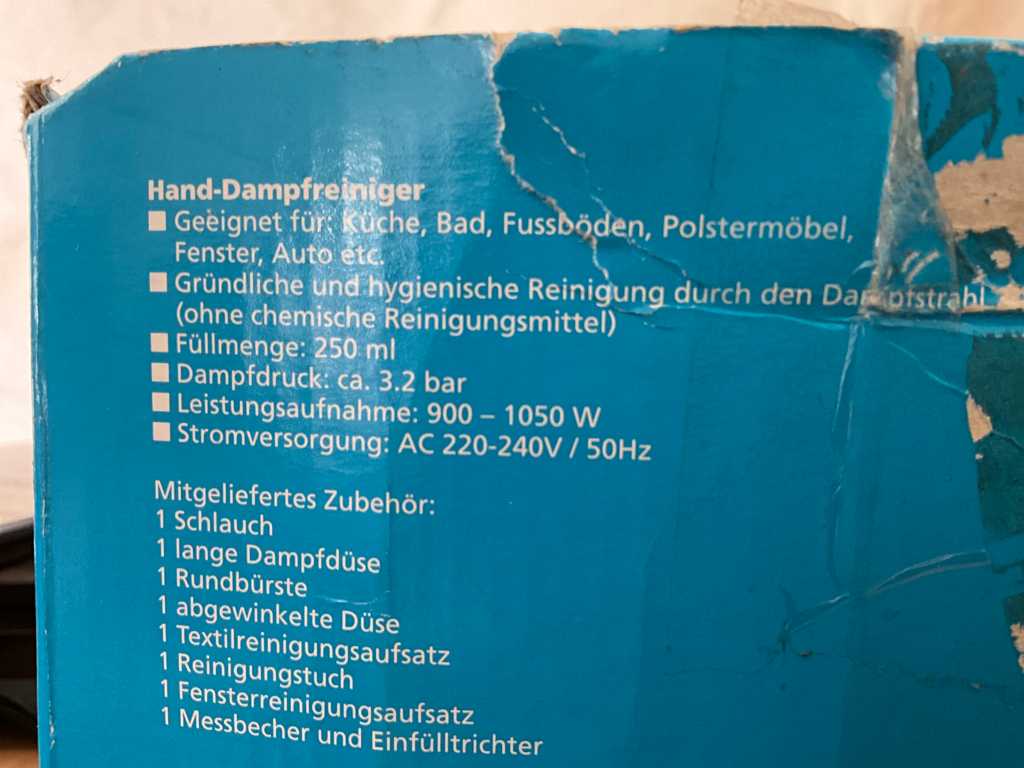 Hand-Dampfreiniger
■ Geeignet für: Küche, Bad, Fussböden, Polstermöbel,
Fenster, Auto etc.
■ Gründliche und hygienische Reinigung durch den Dampfstrahl
(ohne chemische Reinigungsmittel)
■ Füllmenge: 250 ml
■ Dampfdruck: ca. 3.2 bar
■ Leistungsaufnahme: 900 – 1050 W
■ Stromversorgung: AC 220-240V / 50Hz
Mitgeliefertes Zubehör:
1 Schlauch
1 lange Dampfdüse
1 Rundbürste
1 abgewinkelte Düse
1 Textilreinigungsaufsatz
1 Reinigungstuch
1 Fensterreinigungsaufsatz
1 Messbecher und Einfülltrichter